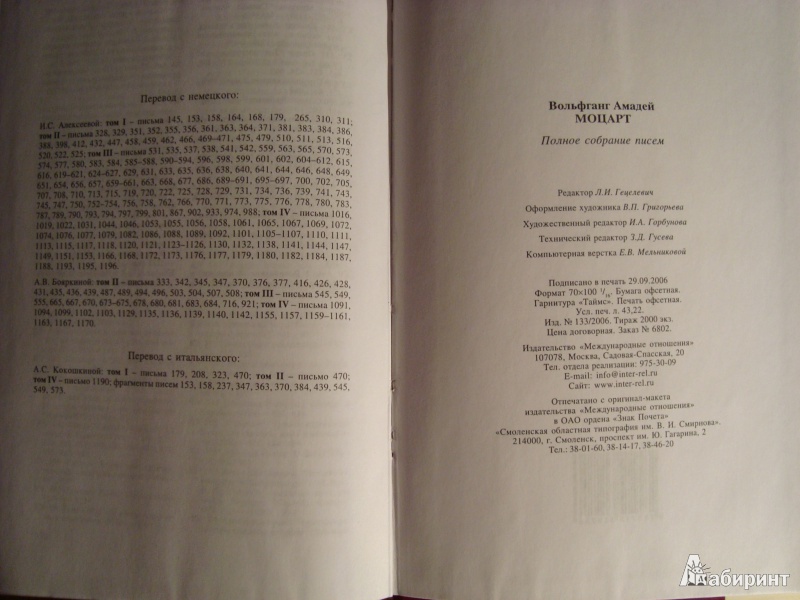 Перевод с немецкого:
И.С. Алексеевой: том I – письма 145, 153, 158, 164, 168, 179, 265, 310, 311;
том II – письма 328, 329, 351, 352, 355, 356, 361, 363, 364, 371, 381, 383, 384, 386,
388, 398, 412, 432, 447, 458, 459, 462, 466, 469–471, 475, 479, 510, 511, 513, 516,
520, 522, 525; том III – письма 531, 535, 537, 538, 541, 542, 559, 563, 565, 570, 573,
574, 577, 580, 583, 584, 585–588, 590–594, 596, 598, 599, 601, 602, 604–612, 615,
616, 619–621, 624–627, 629, 631, 633, 635, 636, 638, 640, 641, 644, 646, 648, 649,
651, 654, 656, 657, 659–661, 663, 668, 677, 686, 689–691, 695–697, 700, 702, 705,
707, 708, 710, 713, 715, 719, 720, 722, 725, 728, 729, 731, 734, 736, 739, 741, 743,
745, 747, 750, 752–754, 756, 758, 762, 766, 770, 771, 773, 775, 776, 778, 780, 783,
787, 789, 790, 793, 794, 797, 799, 801, 867, 902, 933, 974, 988; том IV – письма 1016,
1019, 1022, 1031, 1044, 1046, 1053, 1055, 1056, 1058, 1061, 1065, 1067, 1069, 1072,
1074, 1076, 1077, 1079, 1082, 1086, 1088, 1089, 1092, 1101, 1105–1107, 1110, 1111,
1113, 1115, 1117, 1118, 1120, 1121, 1123–1126, 1130, 1132, 1138, 1141, 1144, 1147,
1149, 1151, 1153, 1166, 1168, 1172, 1173, 1176, 1177, 1180, 1182, 1184, 1187,
1188, 1193, 1195, 1196.
А.В. Бояркиной: том II – письма 333, 342, 345, 347, 370, 376, 377, 416, 426, 428,
431, 435, 436, 439, 487, 489, 494, 496, 503, 504, 507, 508; том III – письма 545, 549,
555, 665, 667, 670, 673–675, 678, 680, 681, 683, 684, 716, 921; том IV – письма 1091,
1094, 1099, 1102, 1103, 1129, 1135, 1136, 1139, 1140, 1142, 1155, 1157, 1159–1161,
1163, 1167, 1170.
Перевод с итальянского:
А.С. Кокошкиной: том I – письма 179, 208, 323, 470; том II – письмо 470;
том IV – письмо 1190; фрагменты писем 153, 158, 237, 347, 363, 370, 384, 439, 545,
549, 573.
Вольфганг Амадей
МОЦАРТ
Полное собрание писем
Редактор Л.И. Гецелевич
Оформление художника В.П. Григорьева
Художественный редактор И.А. Горбунова
Технический редактор З.Д. Гусева
Компьютерная верстка Е.В. Мельниковой
Подписано в печать 29.09.2006
Формат 70×100 1/16. Бумага офсетная.
Гарнитура «Таймс». Печать офсетная.
Усл. печ. л. 43,22.
Изд. № 133/2006. Тираж 2000 экз.
Цена договорная. Заказ № 6802.
Издательство «Международные отношения»
107078, Москва, Садовая-Спасская, 20
Тел. отдела реализации: 975-30-09
E-mail: info@inter-rel.ru
Сайт: www.inter-rel.ru
Отпечатано с оригинал-макета
издательства «Международные отношения»
в ОАО ордена «Знак Почета»
«Смоленская областная типография им. В. И. Смирнова».
214000, г. Смоленск, проспект им. Ю. Гагарина, 2
Тел.: 38-01-60, 38-14-17, 38-46-20
Лабиринт